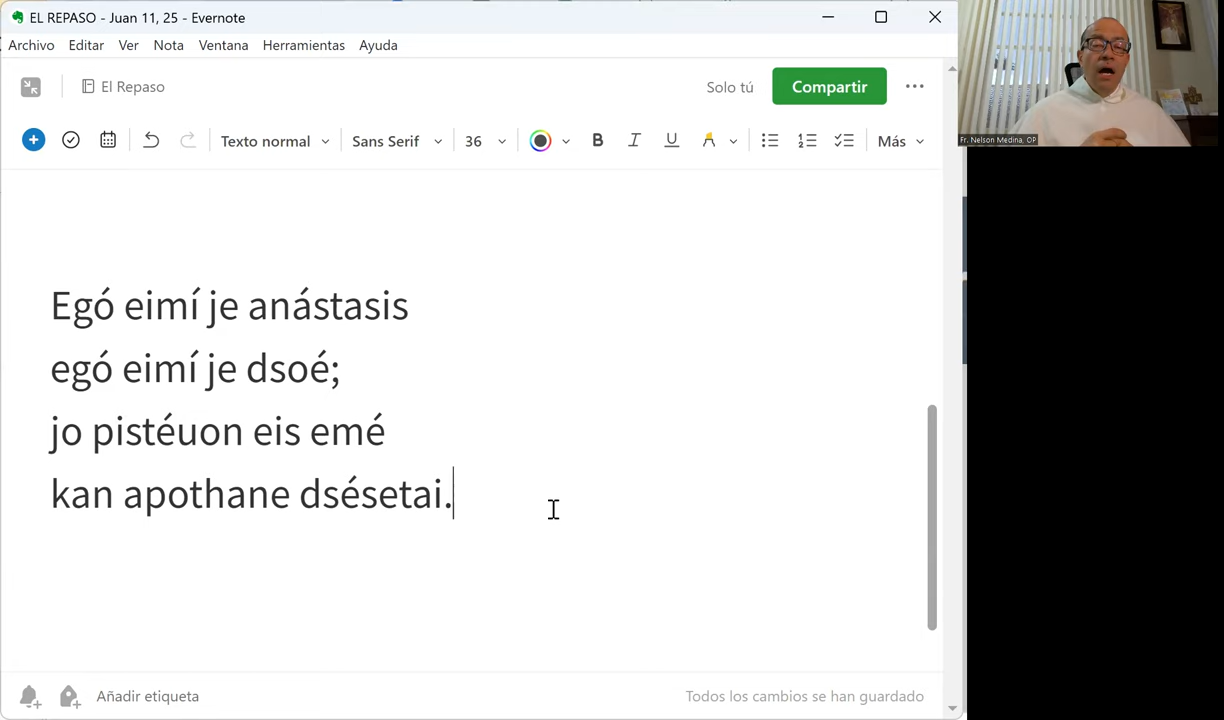 EL REPASO - Juan 11, 25 - Evernote
Archivo Editar Ver Nota Ventana Herramientas Ayuda
El Repaso Solo tú Compartir
Texto normal Sans Serif 36 B I U A Más
Fr. Nelson Medina, OP
Egó eimí je anástasis
egó eimí je dsoé;
jo pistéuon eis emé
kan apothane dsésetai.
Añadir etiqueta Todos los cambios se han guardado